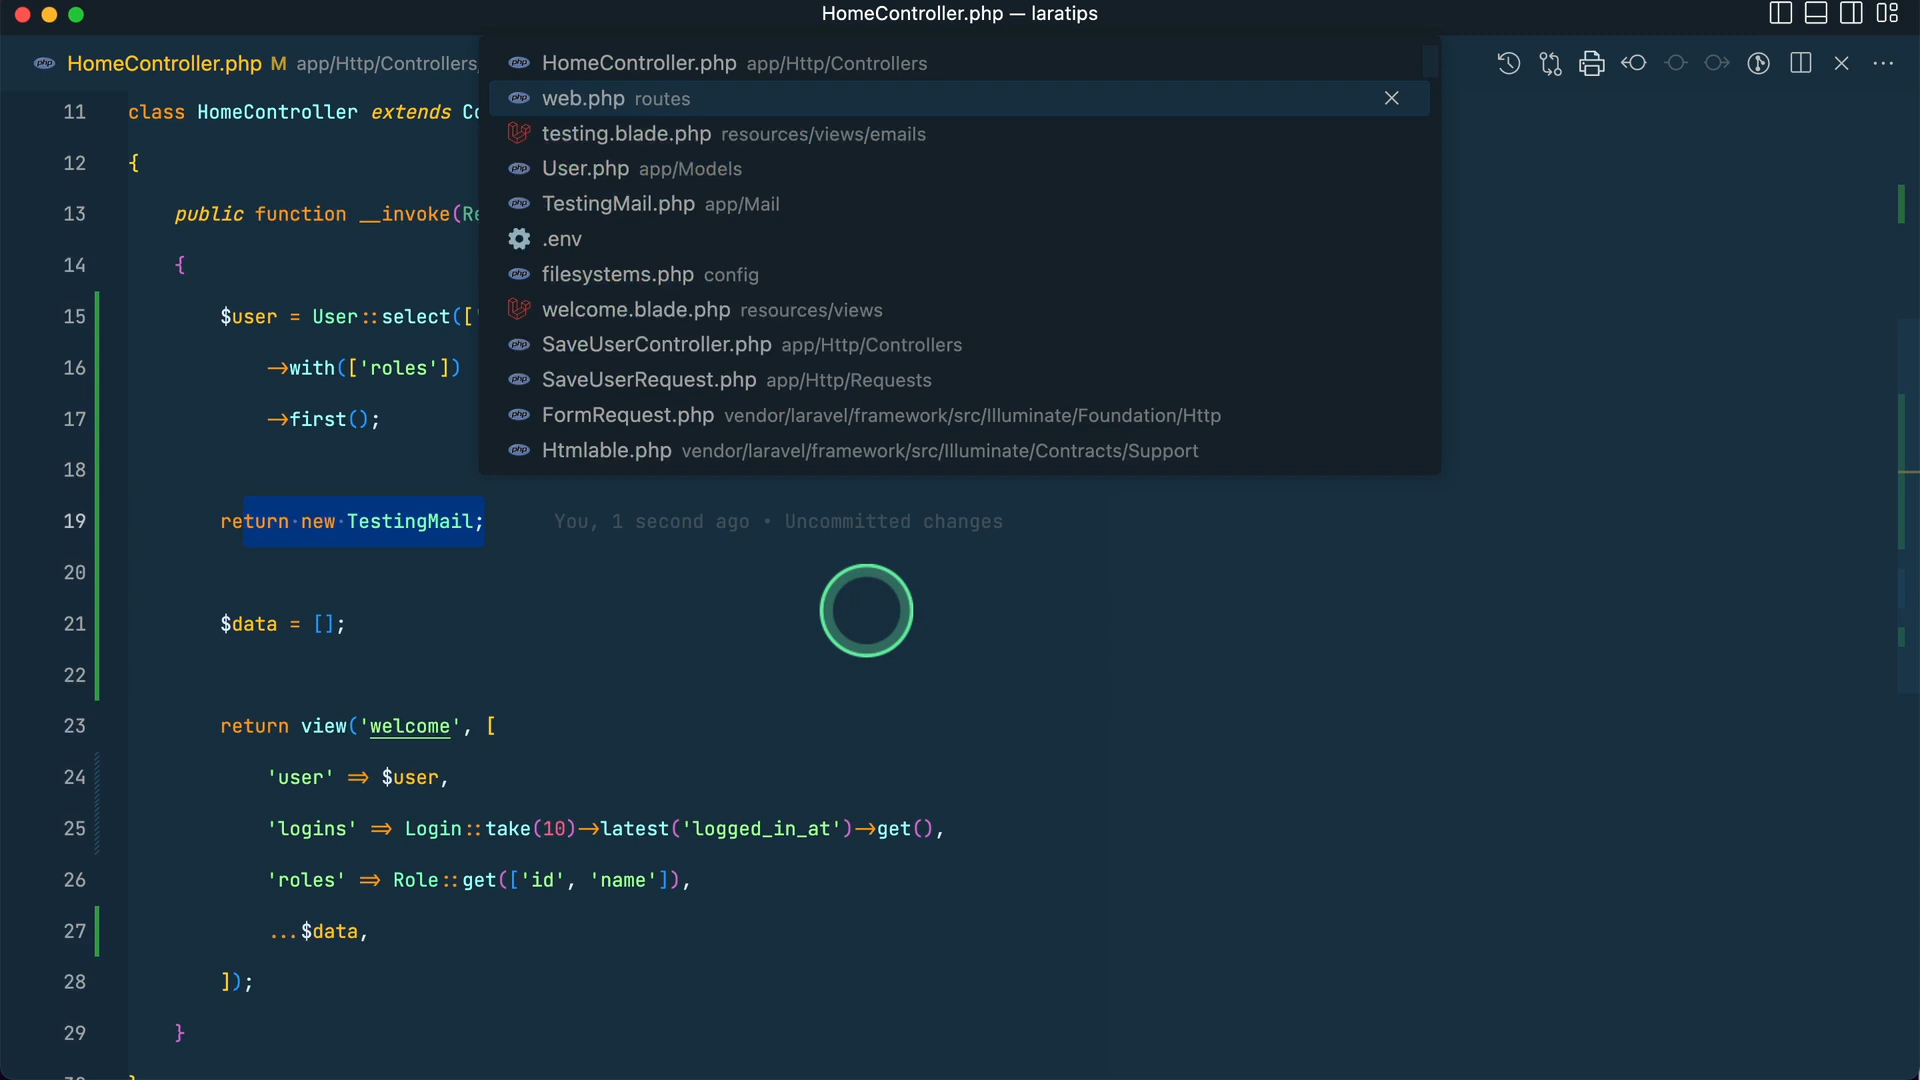 HomeController.php — laratips
HomeController.php M app/Http/Controllers
HomeController.php app/Http/Controllers
web.php routes
testing.blade.php resources/views/emails
User.php app/Models
TestingMail.php app/Mail
.env
filesystems.php config
welcome.blade.php resources/views
SaveUserController.php app/Http/Controllers
SaveUserRequest.php app/Http/Requests
FormRequest.php vendor/laravel/framework/src/Illuminate/Foundation/Http
Htmlable.php vendor/laravel/framework/src/Illuminate/Contracts/Support
11 class HomeController extends Co
12 {
13 public function __invoke(Re
14 {
15 $user = User::select(['
16 ->with(['roles'])
17 ->first();
18
19 return new TestingMail; You, 1 second ago • Uncommitted changes
20
21 $data = [];
22
23 return view('welcome', [
24 'user' => $user,
25 'logins' => Login::take(10)->latest('logged_in_at')->get(),
26 'roles' => Role::get(['id', 'name']),
27 ...$data,
28 ]);
29 }